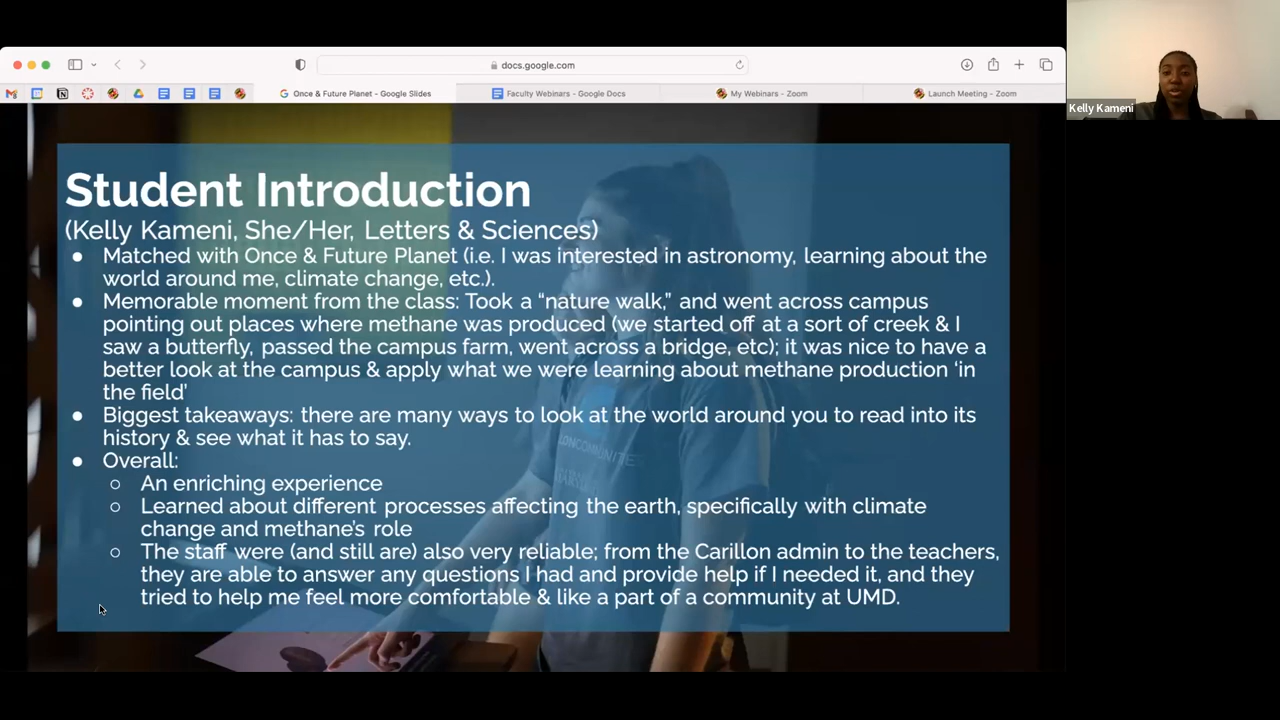 docs.google.com
Once & Future Planet - Google Slides
Faculty Webinars - Google Docs
My Webinars - Zoom
Launch Meeting - Zoom
Kelly Kameni
Student Introduction
(Kelly Kameni, She/Her, Letters & Sciences)
● Matched with Once & Future Planet (i.e. I was interested in astronomy, learning about the
world around me, climate change, etc.).
● Memorable moment from the class: Took a “nature walk,” and went across campus
pointing out places where methane was produced (we started off at a sort of creek & I
saw a butterfly, passed the campus farm, went across a bridge, etc); it was nice to have a
better look at the campus & apply what we were learning about methane production ‘in
the field’
● Biggest takeaways: there are many ways to look at the world around you to read into its
history & see what it has to say.
● Overall:
○ An enriching experience
○ Learned about different processes affecting the earth, specifically with climate
change and methane’s role
○ The staff were (and still are) also very reliable; from the Carillon admin to the teachers,
they are able to answer any questions I had and provide help if I needed it, and they
tried to help me feel more comfortable & like a part of a community at UMD.